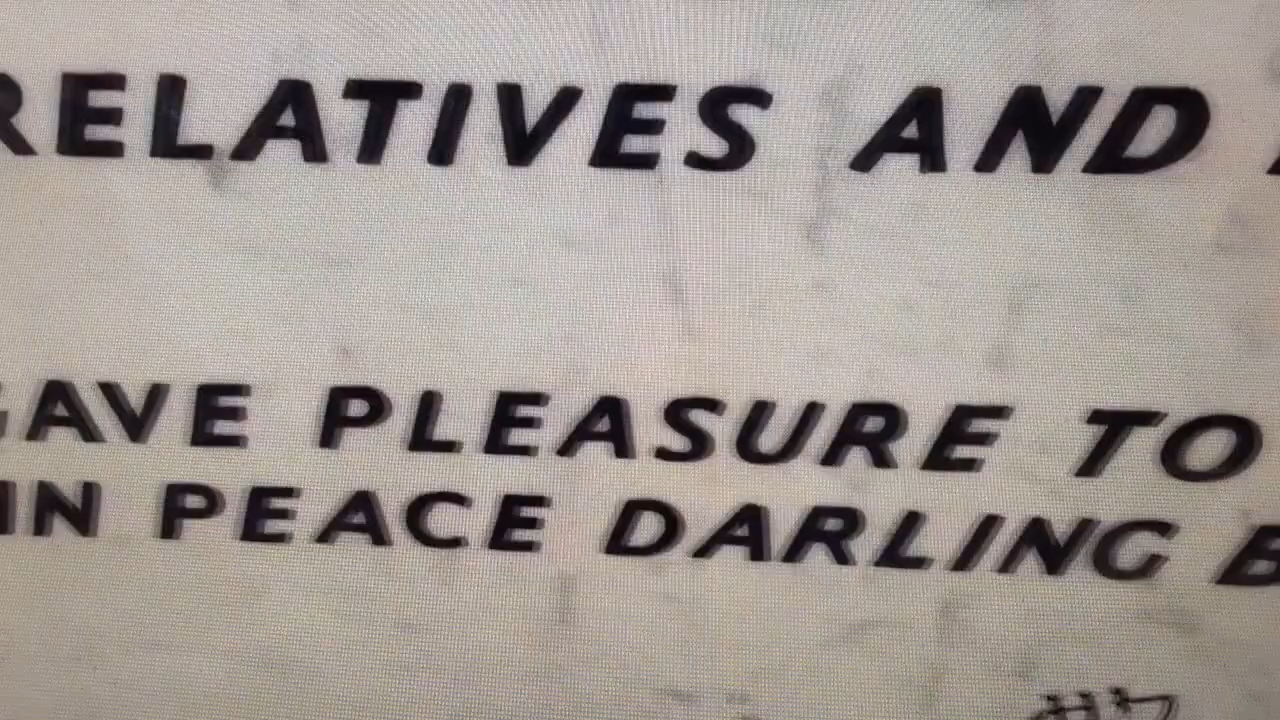 RELATIVES AND
GAVE PLEASURE TO
IN PEACE DARLING